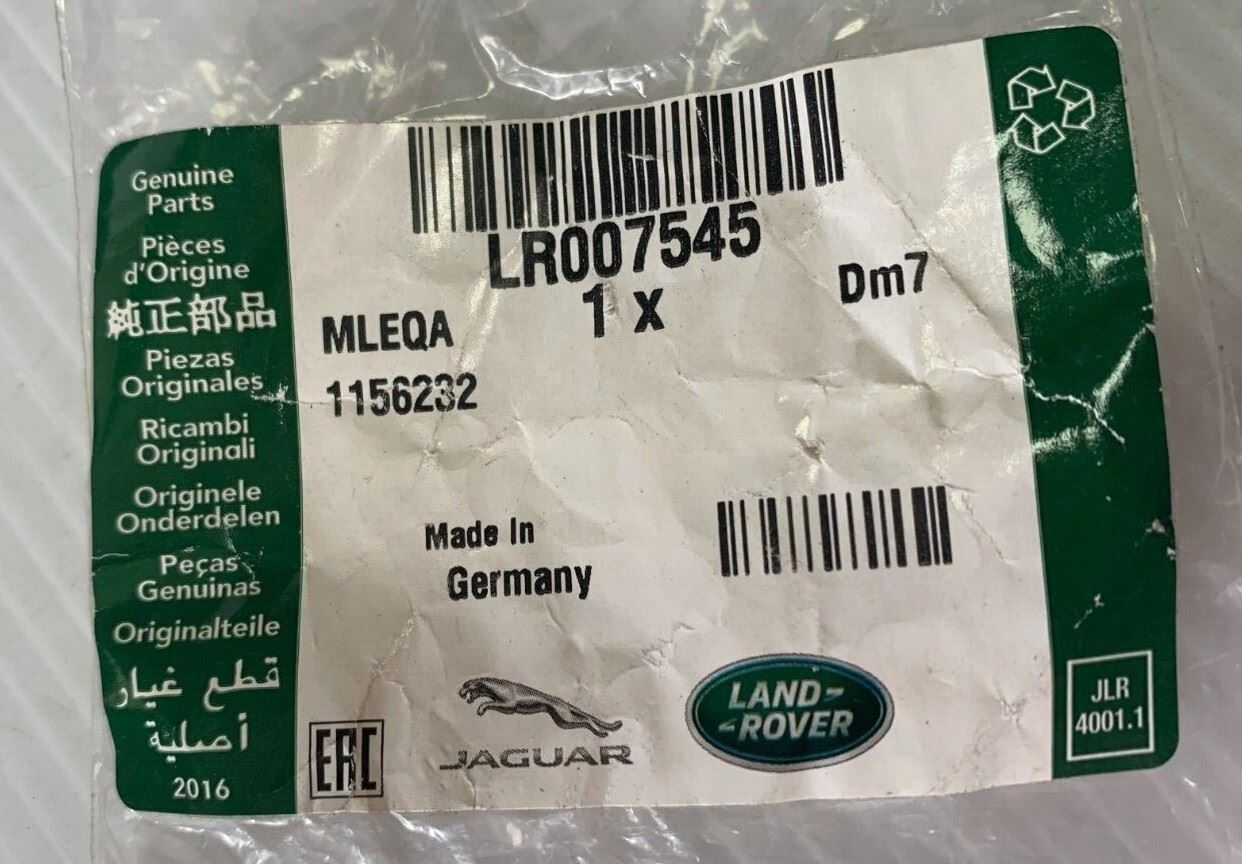 Genuine
Parts
Pièces
d'Origine
純正部品
Piezas
Originales
Ricambi
Originali
Originele
Onderdelen
Peças
Genuinas
Originalteile
قطع غيار
أصلية
2016
LR007545
1 x
Dm7
MLEQA
1156232
Made In
Germany
EAC
JAGUAR
LAND-
-ROVER
JLR
4001.1